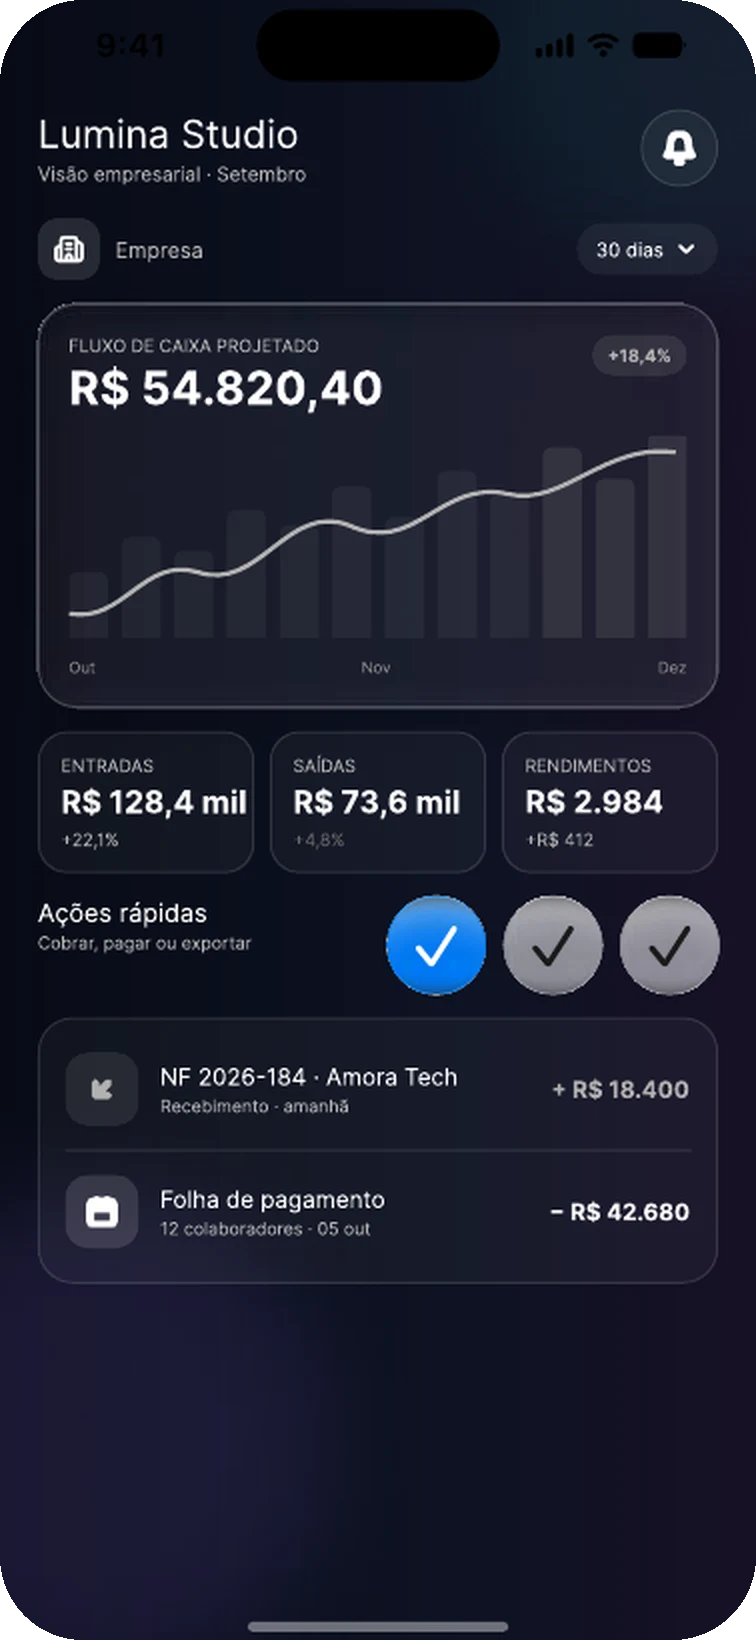 9:41
Lumina Studio
Visão empresarial · Setembro
Empresa
30 dias
FLUXO DE CAIXA PROJETADO
+18,4%
R$ 54.820,40
Out
Nov
Dez
ENTRADAS
R$ 128,4 mil
+22,1%
SAÍDAS
R$ 73,6 mil
+4,8%
RENDIMENTOS
R$ 2.984
+R$ 412
Ações rápidas
Cobrar, pagar ou exportar
NF 2026-184 · Amora Tech
Recebimento · amanhã
+ R$ 18.400
Folha de pagamento
12 colaboradores · 05 out
− R$ 42.680